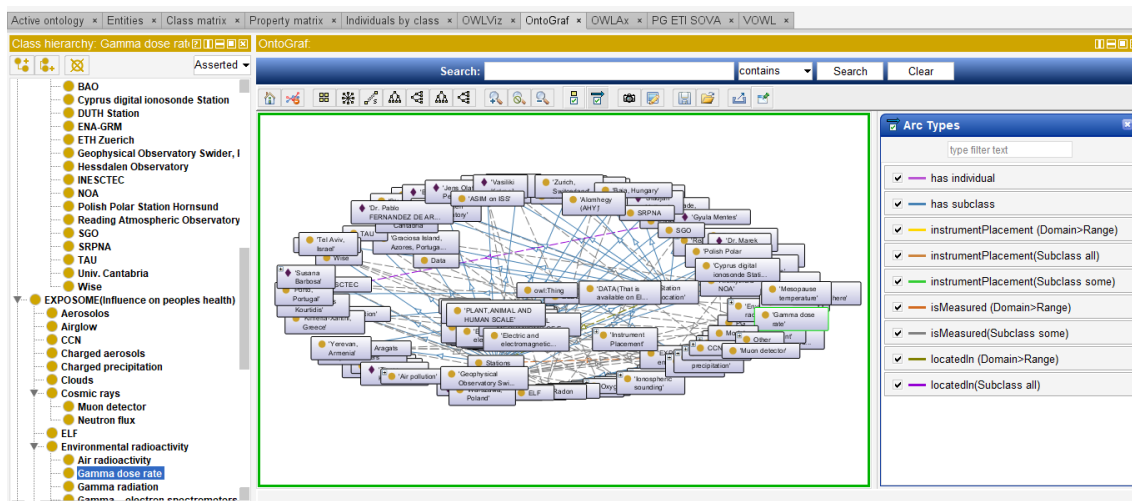 Active ontology × Entities × Class matrix × Property matrix × Individuals by class × OWLViz × OntoGraf × OWLAx × PG ETI SOVA × VOWL ×
Class hierarchy: Gamma dose rate
Asserted
BAO
Cyprus digital ionosonde Station
DUTH Station
ENA-GRM
ETH Zuerich
Geophysical Observatory Swider, I
Hessdalen Observatory
INESCTEC
NOA
Polish Polar Station Hornsund
Reading Atmospheric Observatory
SGO
SRPNA
TAU
Univ. Cantabria
Wise
EXPOSOME(Influence on peoples health)
Aerosolos
Airglow
CCN
Charged aerosols
Charged precipitation
Clouds
Cosmic rays
Muon detector
Neutron flux
ELF
Environmental radioactivity
Air radioactivity
Gamma dose rate
Gamma radiation
OntoGraf:
Search: contains Search Clear
'Vasiliki
'Zurich,
'Baja, Hungary'
'ASIM on ISS'
'Alomhegy
(AHY)'
'Dr. Pablo
FERNANDEZ DE AR...
SRPNA
'Gyula Mentes'
Cantabria
TAU
SGO
'Tel Aviv,
Israel'
'Graciosa Island,
Azores, Portuga...
'Dr. Marek
'Polish Polar
Wise
Data
'Cyprus digital
ionosonde Stati...
'Susana
Barbosa'
owl:Thing
'DATA(That is
available on El...
NOA'
'Mesopause
temperature'
Portugal'
Kourtidis'
Greece'
'PLANT,ANIMAL AND
HUMAN SCALE'
'Gamma dose
rate'
'Electric and
electromagnetic...
'Instrument
Placement'
Other
'Yerevan,
Armenia'
Aragats
CCN
'Muon detector'
Stations
precipitation'
'Air pollution'
'Geophysical
Observatory Swi...
'Ionospheric
sounding'
Poland'
ELF
Radon
Arc Types
type filter text
has individual
has subclass
instrumentPlacement (Domain>Range)
instrumentPlacement(Subclass all)
instrumentPlacement(Subclass some)
isMeasured (Domain>Range)
isMeasured(Subclass some)
locatedIn (Domain>Range)
locatedIn(Subclass all)